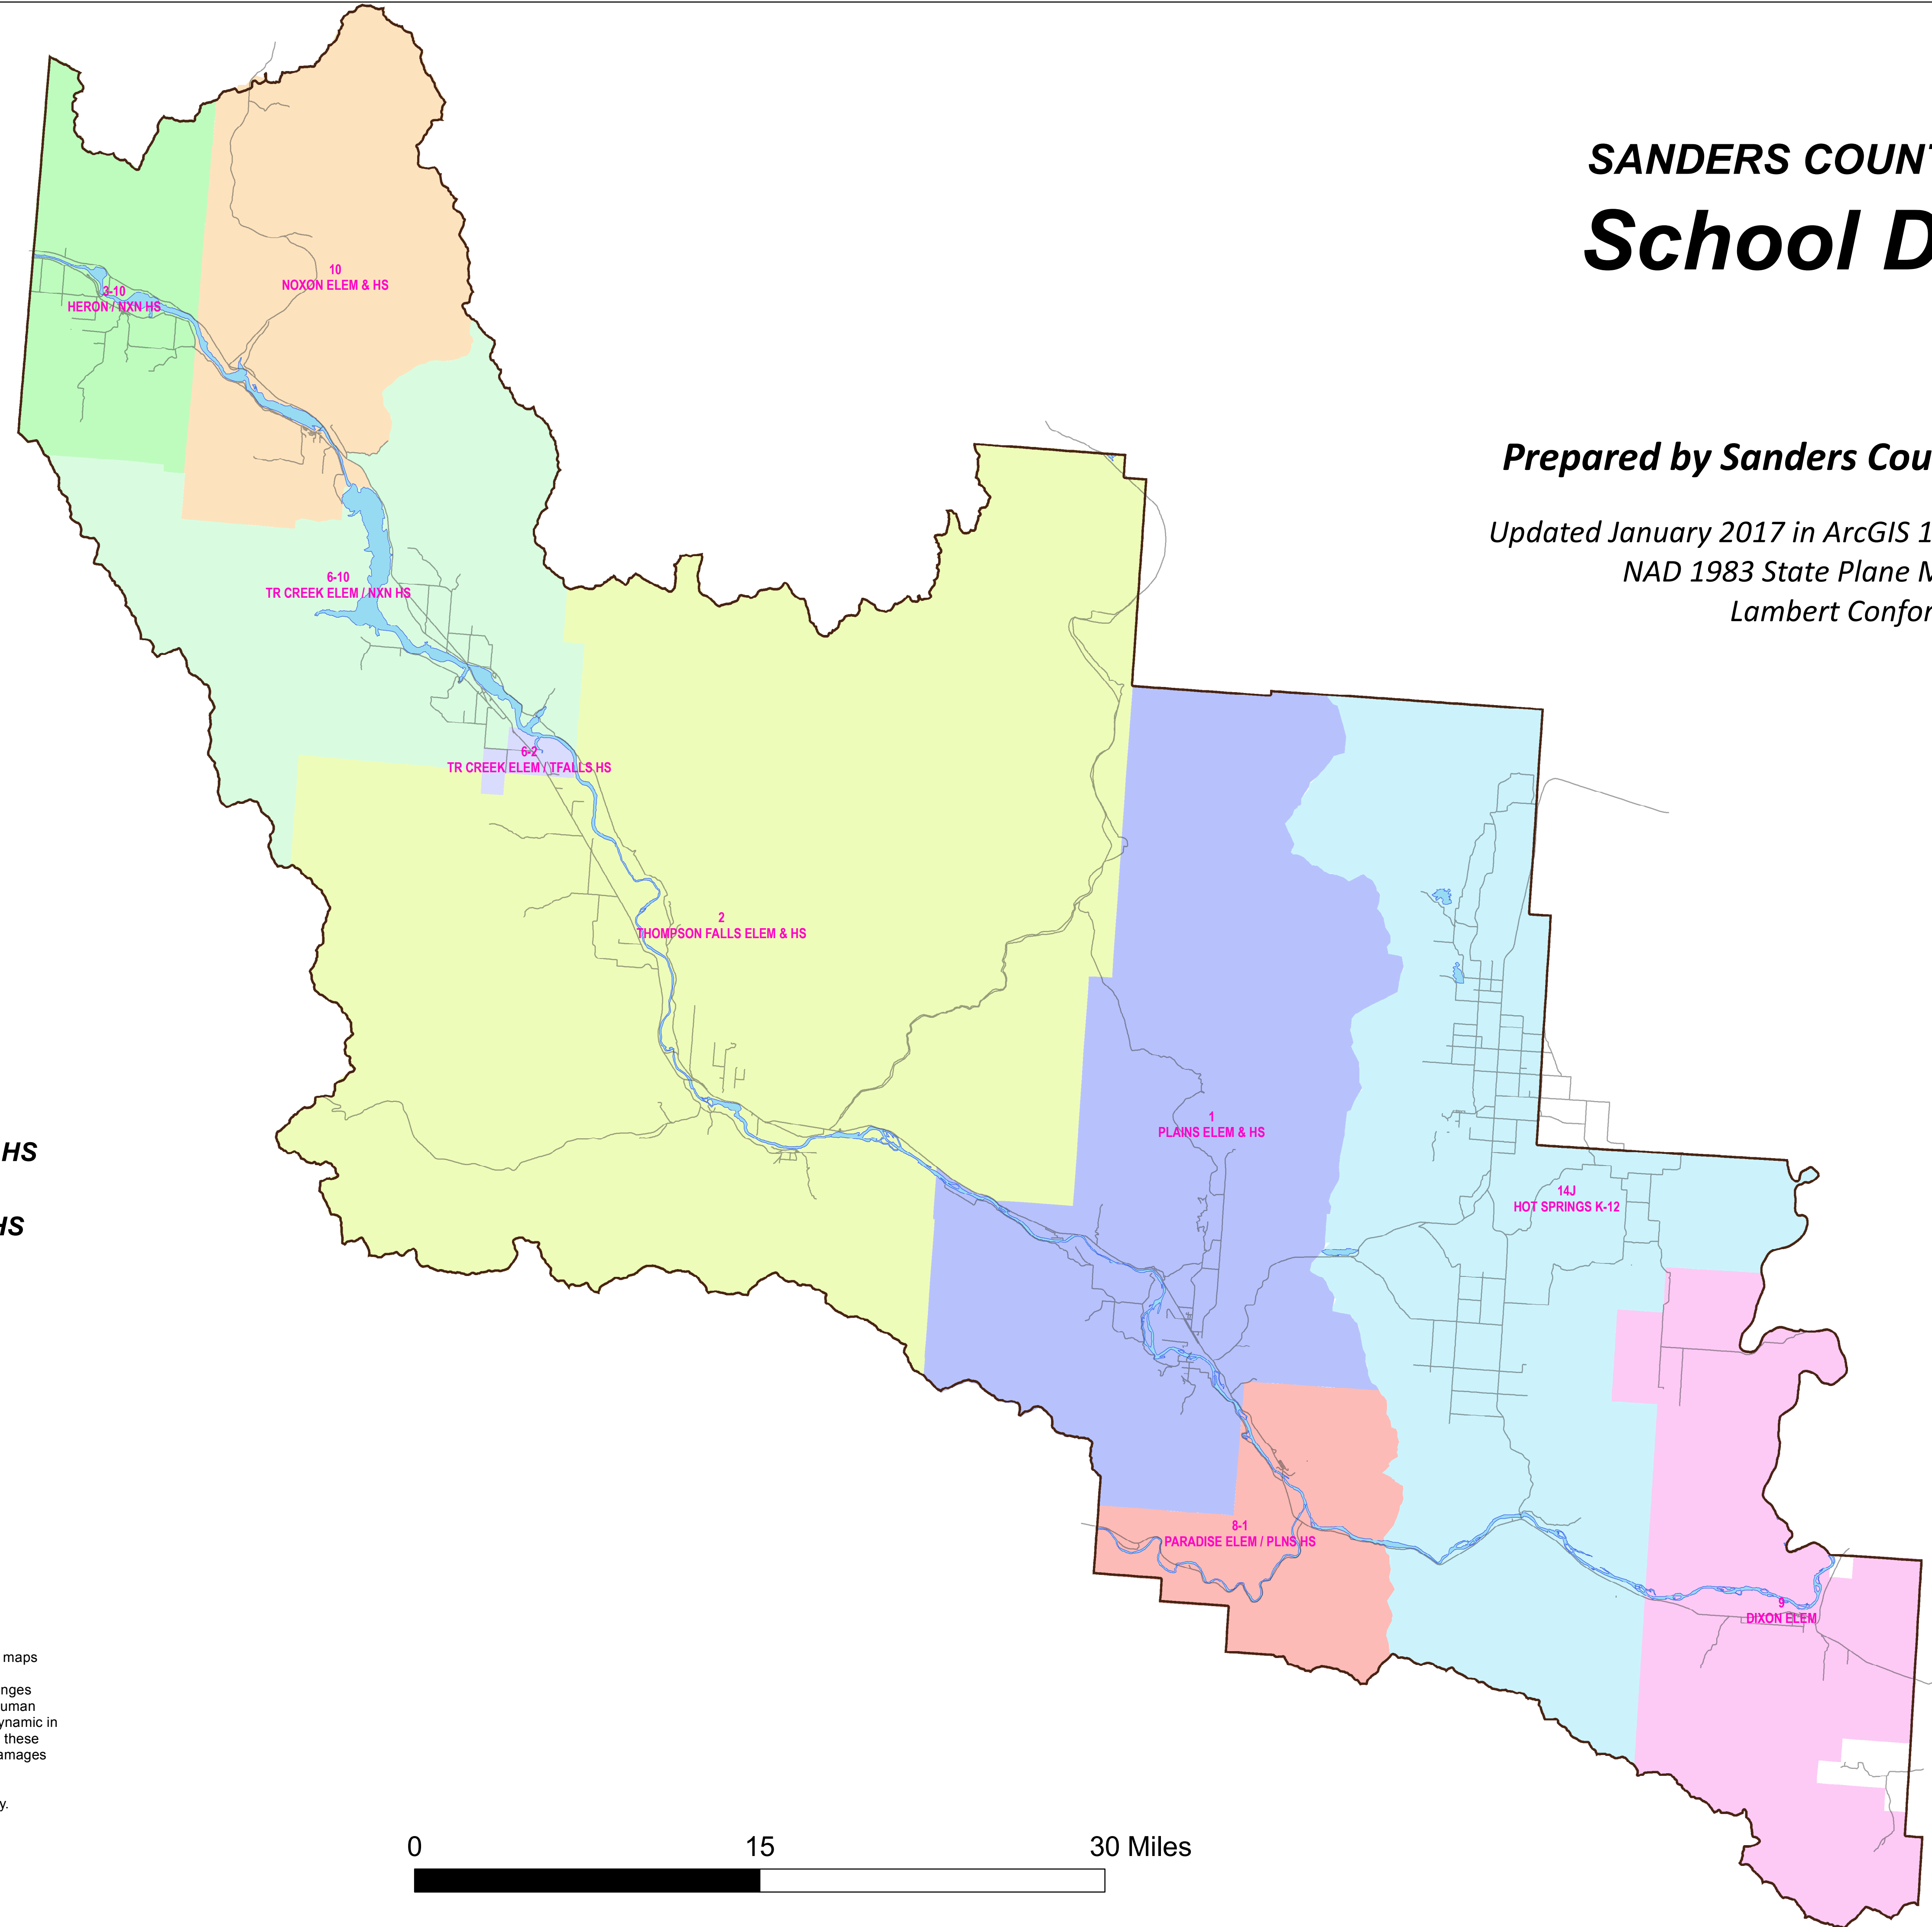 SANDERS COUN
School D
Prepared by Sanders Cou
Updated January 2017 in ArcGIS 1
NAD 1983 State Plane M
Lambert Confor
10
NOXON ELEM & HS
3-10
HERON / NXN HS
6-10
TR CREEK ELEM / NXN HS
6-2
TR CREEK ELEM / TFALLS HS
2
THOMPSON FALLS ELEM & HS
1
PLAINS ELEM & HS
14J
HOT SPRINGS K-12
8-1
PARADISE ELEM / PLNS HS
9
DIXON ELEM
HS
HS
maps
nges
uman
ynamic in
these
amages
y.
0 15 30 Miles